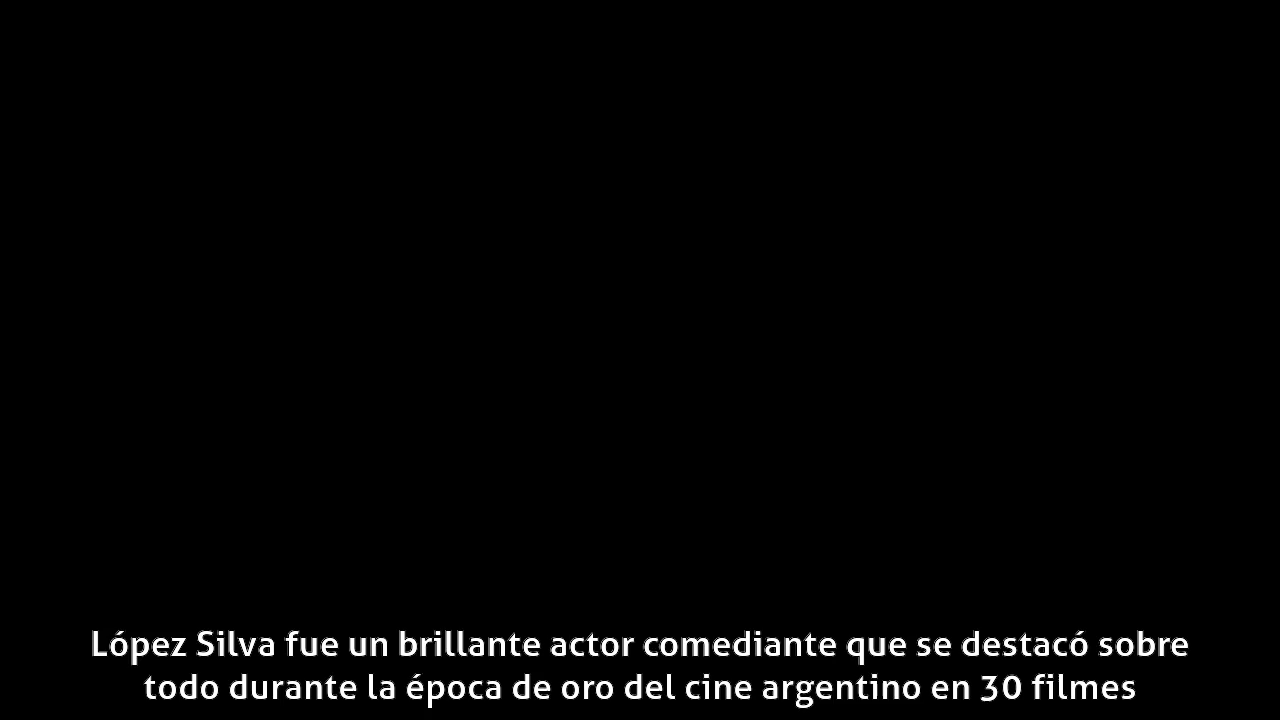 López Silva fue un brillante actor comediante que se destacó sobre
todo durante la época de oro del cine argentino en 30 filmes